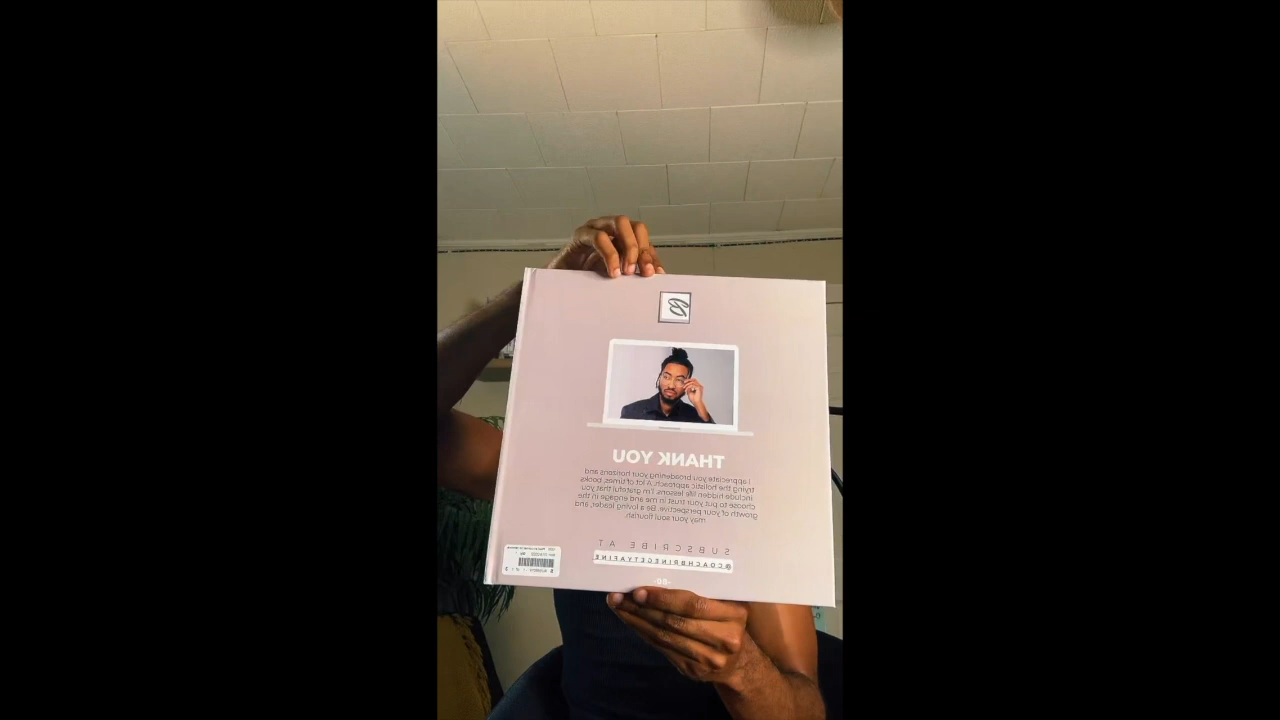 B
THANK YOU
I appreciate you broadening your horizons and
trying the holistic approach. A lot of times, books
include hidden life lessons. I'm grateful that you
choose to put your trust in me and engage in the
growth of your perspective. Be a loving leader, and
may your soul flourish.
SUBSCRIBE AT